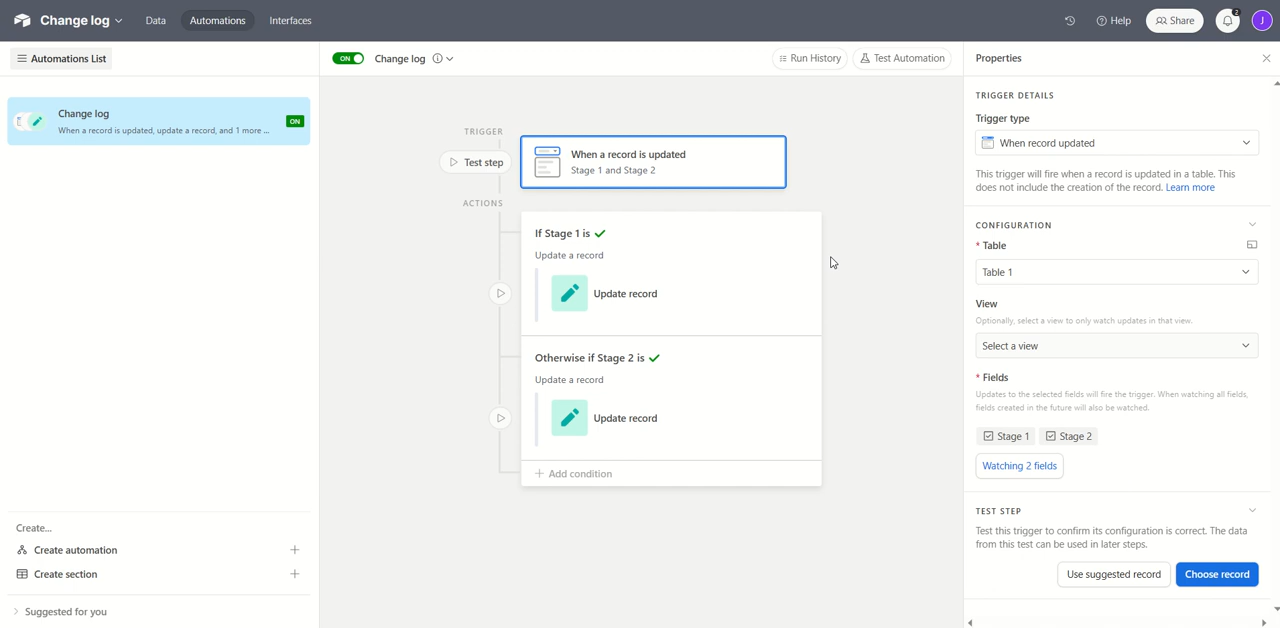 Change log
Data
Automations
Interfaces
Help
Share
2
J
Automations List
ON
Change log
Run History
Test Automation
Properties
Change log
When a record is updated, update a record, and 1 more ...
ON
TRIGGER
Test step
When a record is updated
Stage 1 and Stage 2
ACTIONS
If Stage 1 is
Update a record
Update record
Otherwise if Stage 2 is
Update a record
Update record
+ Add condition
TRIGGER DETAILS
Trigger type
When record updated
This trigger will fire when a record is updated in a table. This
does not include the creation of the record. Learn more
CONFIGURATION
* Table
Table 1
View
Optionally, select a view to only watch updates in that view.
Select a view
* Fields
Updates to the selected fields will fire the trigger. When watching all fields,
fields created in the future will also be watched.
Stage 1
Stage 2
Watching 2 fields
TEST STEP
Test this trigger to confirm its configuration is correct. The data
from this test can be used in later steps.
Use suggested record
Choose record
Create...
Create automation
Create section
Suggested for you